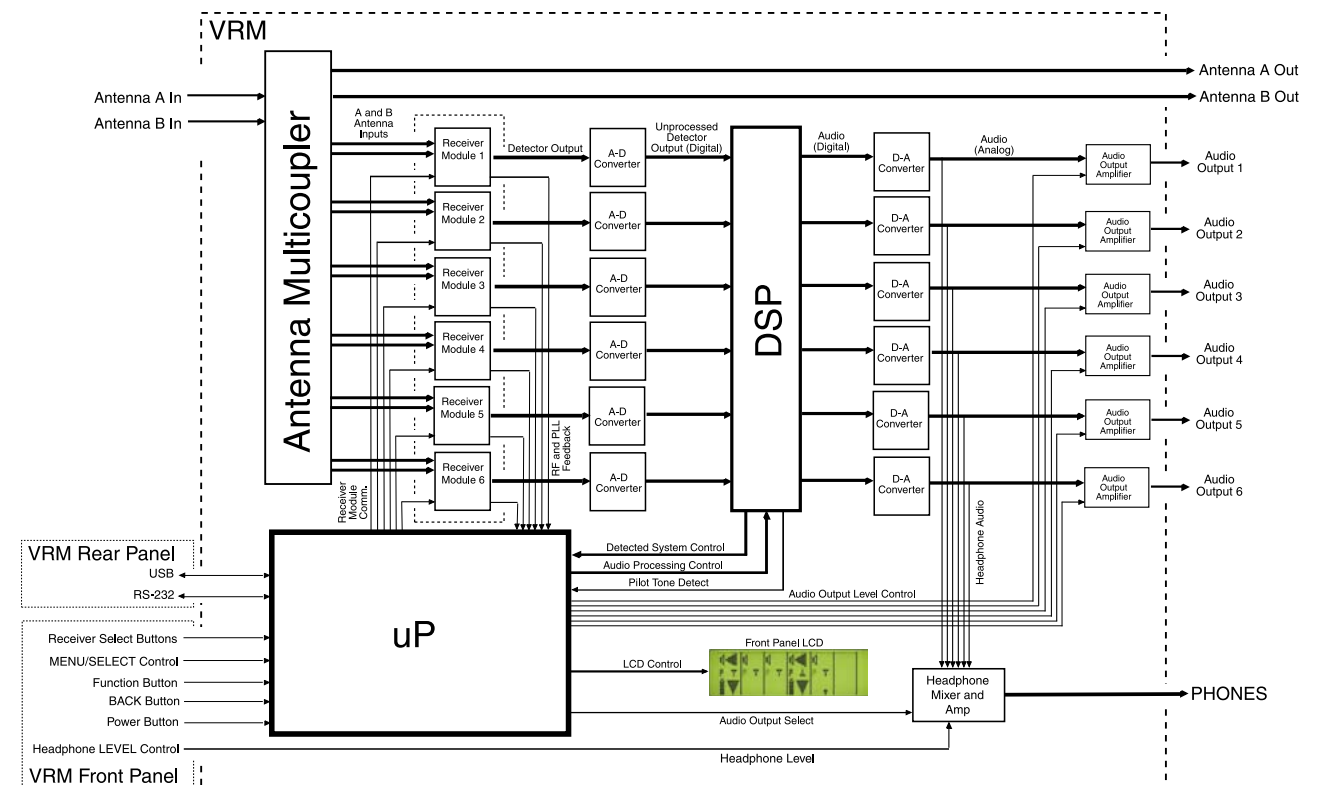 VRM
Antenna A In
Antenna B In
Antenna Multicoupler
Antenna A Out
Antenna B Out
A and B
Antenna
Inputs
Receiver
Module 1
Detector Output
A-D
Converter
Unprocessed
Detector
Output (Digital)
DSP
Audio
(Digital)
D-A
Converter
Audio
(Analog)
Audio
Output
Amplifier
Audio
Output 1
Receiver
Module 2
A-D
Converter
D-A
Converter
Audio
Output
Amplifier
Audio
Output 2
Receiver
Module 3
A-D
Converter
D-A
Converter
Audio
Output
Amplifier
Audio
Output 3
Receiver
Module 4
A-D
Converter
D-A
Converter
Audio
Output
Amplifier
Audio
Output 4
Receiver
Module 5
A-D
Converter
D-A
Converter
Audio
Output
Amplifier
Audio
Output 5
Receiver
Module 6
A-D
Converter
D-A
Converter
Audio
Output
Amplifier
Audio
Output 6
Receiver
Module
Comm.
RF and PLL
Feedback
Headphone Audio
VRM Rear Panel
USB
RS-232
uP
Detected System Control
Audio Processing Control
Pilot Tone Detect
Audio Output Level Control
Receiver Select Buttons
MENU/SELECT Control
Function Button
BACK Button
Power Button
Headphone LEVEL Control
VRM Front Panel
LCD Control
Front Panel LCD
Audio Output Select
Headphone Level
Headphone
Mixer and
Amp
PHONES